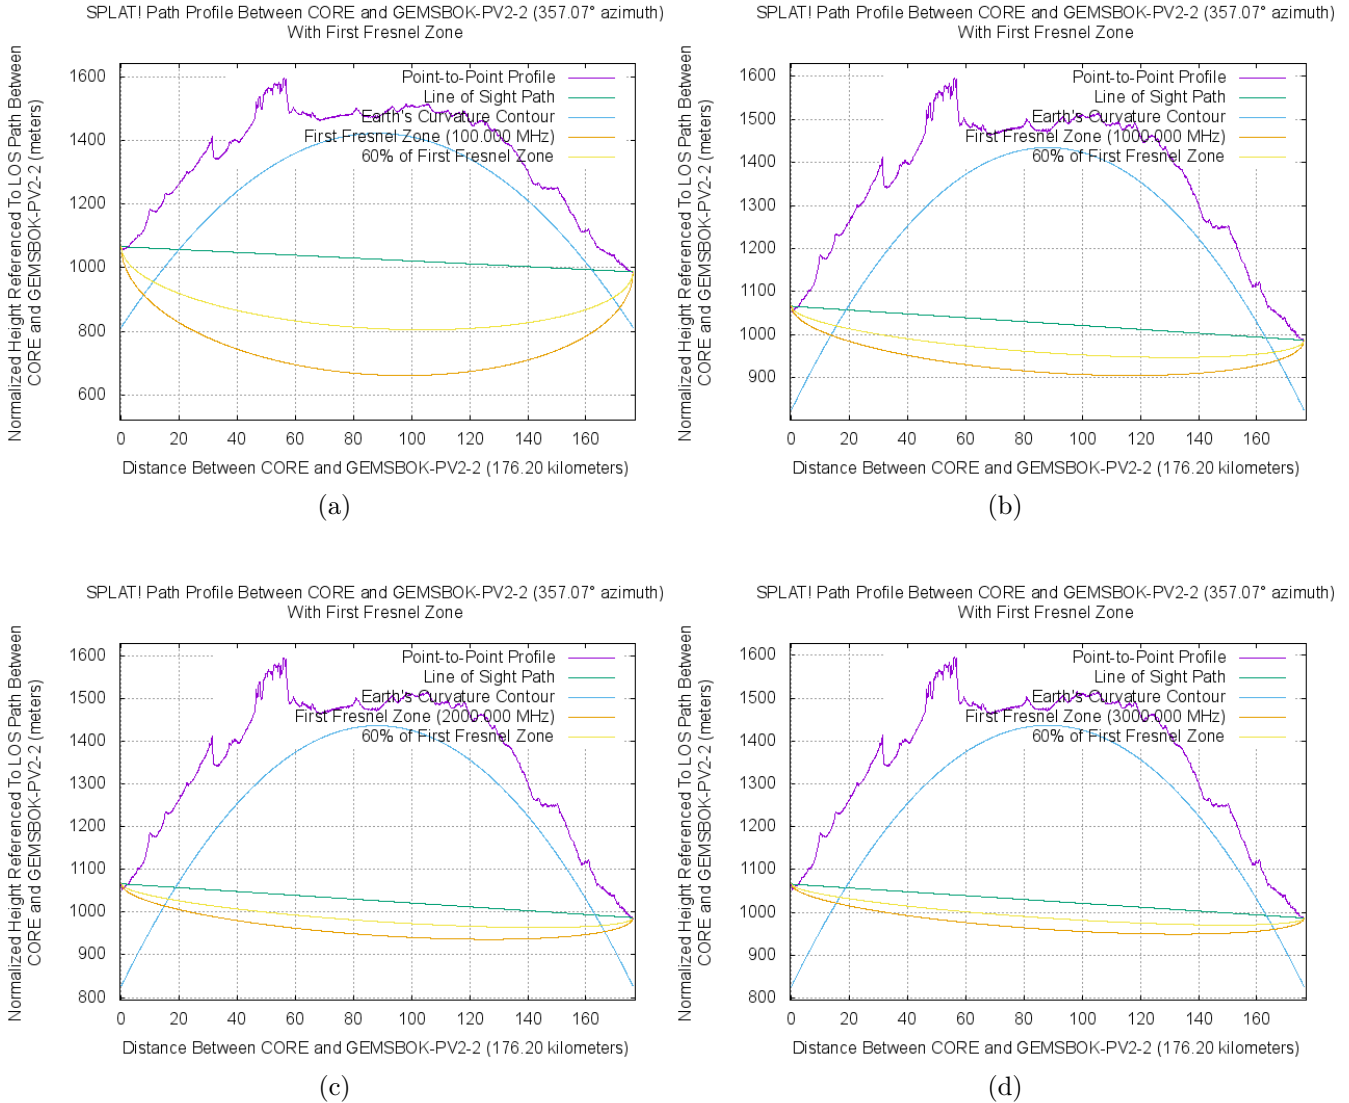 SPLAT! Path Profile Between CORE and GEMSBOK-PV2-2 (357.07° azimuth)
With First Fresnel Zone
Normalized Height Referenced To LOS Path Between
CORE and GEMSBOK-PV2-2 (meters)
1600
1400
1200
1000
800
600
Point-to-Point Profile
Line of Sight Path
Earth's Curvature Contour
First Fresnel Zone (100.000 MHz)
60% of First Fresnel Zone
0 20 40 60 80 100 120 140 160
Distance Between CORE and GEMSBOK-PV2-2 (176.20 kilometers)
(a)
SPLAT! Path Profile Between CORE and GEMSBOK-PV2-2 (357.07° azimuth)
With First Fresnel Zone
Normalized Height Referenced To LOS Path Between
CORE and GEMSBOK-PV2-2 (meters)
1600
1500
1400
1300
1200
1100
1000
900
Point-to-Point Profile
Line of Sight Path
Earth's Curvature Contour
First Fresnel Zone (1000.000 MHz)
60% of First Fresnel Zone
0 20 40 60 80 100 120 140 160
Distance Between CORE and GEMSBOK-PV2-2 (176.20 kilometers)
(b)
SPLAT! Path Profile Between CORE and GEMSBOK-PV2-2 (357.07° azimuth)
With First Fresnel Zone
Normalized Height Referenced To LOS Path Between
CORE and GEMSBOK-PV2-2 (meters)
1600
1500
1400
1300
1200
1100
1000
900
800
Point-to-Point Profile
Line of Sight Path
Earth's Curvature Contour
First Fresnel Zone (2000.000 MHz)
60% of First Fresnel Zone
0 20 40 60 80 100 120 140 160
Distance Between CORE and GEMSBOK-PV2-2 (176.20 kilometers)
(c)
SPLAT! Path Profile Between CORE and GEMSBOK-PV2-2 (357.07° azimuth)
With First Fresnel Zone
Normalized Height Referenced To LOS Path Between
CORE and GEMSBOK-PV2-2 (meters)
1600
1500
1400
1300
1200
1100
1000
900
800
Point-to-Point Profile
Line of Sight Path
Earth's Curvature Contour
First Fresnel Zone (3000.000 MHz)
60% of First Fresnel Zone
0 20 40 60 80 100 120 140 160
Distance Between CORE and GEMSBOK-PV2-2 (176.20 kilometers)
(d)